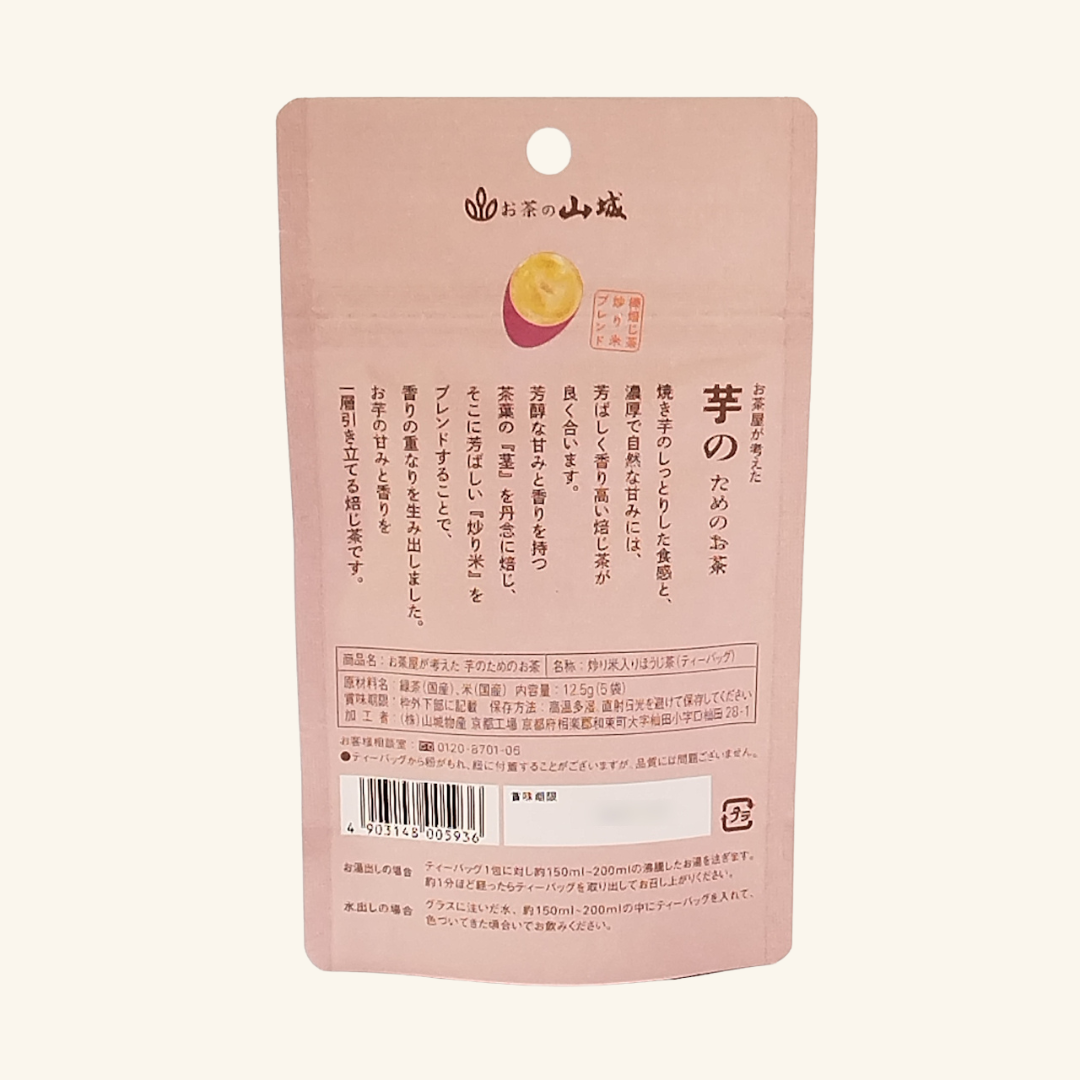 お茶の山城
棒焙じ茶
炒り米
ブレンド
お茶屋が考えた
芋のためのお茶
焼き芋のしっとりした食感と、
濃厚で自然な甘みには、
芳ばしく香り高い焙じ茶が
良く合います。
芳醇な甘みと香りを持つ
茶葉の『茎』を丹念に焙じ、
そこに芳ばしい『炒り米』を
ブレンドすることで、
香りの重なりを生み出しました。
お芋の甘みと香りを
一層引き立てる焙じ茶です。
商品名：お茶屋が考えた 芋のためのお茶 名称：炒り米入りほうじ茶(ティーバッグ)
原材料名：緑茶(国産)、米(国産) 内容量：12.5g(5袋)
賞味期限：枠外下部に記載 保存方法：高温多湿、直射日光を避けて保存してください
加工者：(株)山城物産 京都工場 京都府相楽郡和束町大字杣田小字口杣田 28-1
お客様相談室：0120-8701-06
●ティーバッグから粉がもれ、紐に付着することがございますが、品質には問題ございません。
賞味期限
4 903148 005936
プラ
お湯出しの場合 ティーバッグ1包に対し約150ml~200mlの沸騰したお湯を注ぎます。
約1分ほど経ったらティーバッグを取り出してお召し上がりください。
水出しの場合 グラスに注いだ水、約150ml~200mlの中にティーバッグを入れて、
色づいてきた頃合いでお飲みください。